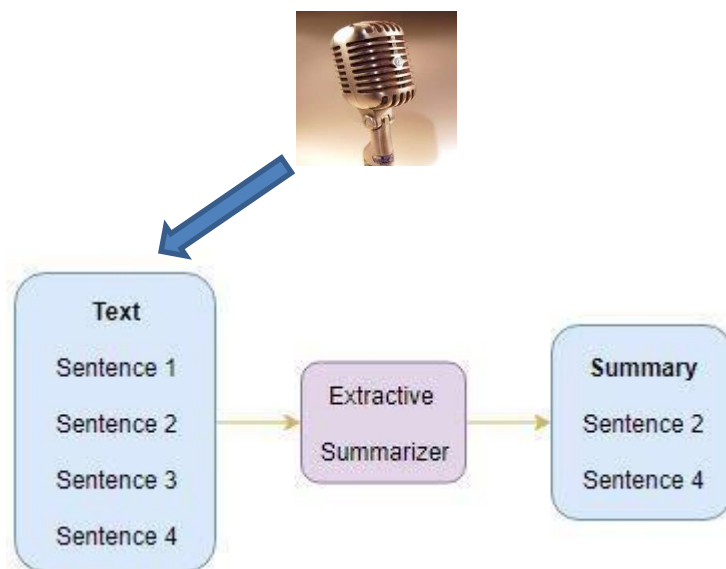 Text
Sentence 1
Sentence 2
Sentence 3
Sentence 4
Extractive
Summarizer
Summary
Sentence 2
Sentence 4